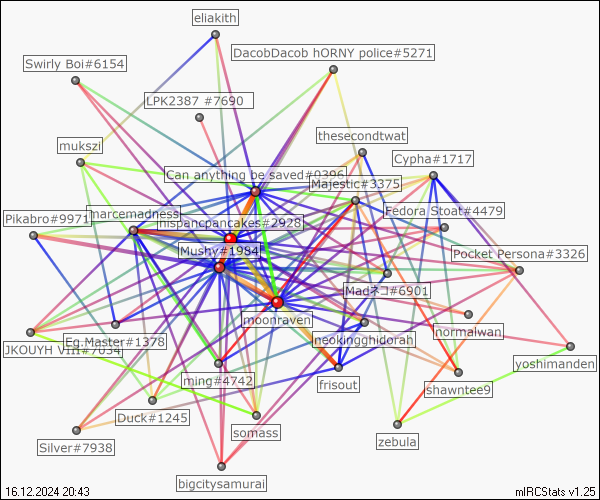 eliakith
DacobDacob hORNY police#5271
Swirly Boi#6154
LPK2387 #7690
thesecondtwat
mukszi
Cypha#1717
Can anything be saved#0396
Majestic#3375
Pikabro#9971
marcemadness
Fedora Stoat#4479
hispancpancakes#2928
Mushy#1984
Pocket Persona#3326
Madネコ#6901
moonraven
normalwan
Eg.Master#1378
neokingghidorah
JKOUYH VIII#7034
yoshimanden
ming#4742
frisout
shawntee9
Duck#1245
somass
Silver#7938
zebula
bigcitysamurai
16.12.2024 20:43
mIRCStats v1.25